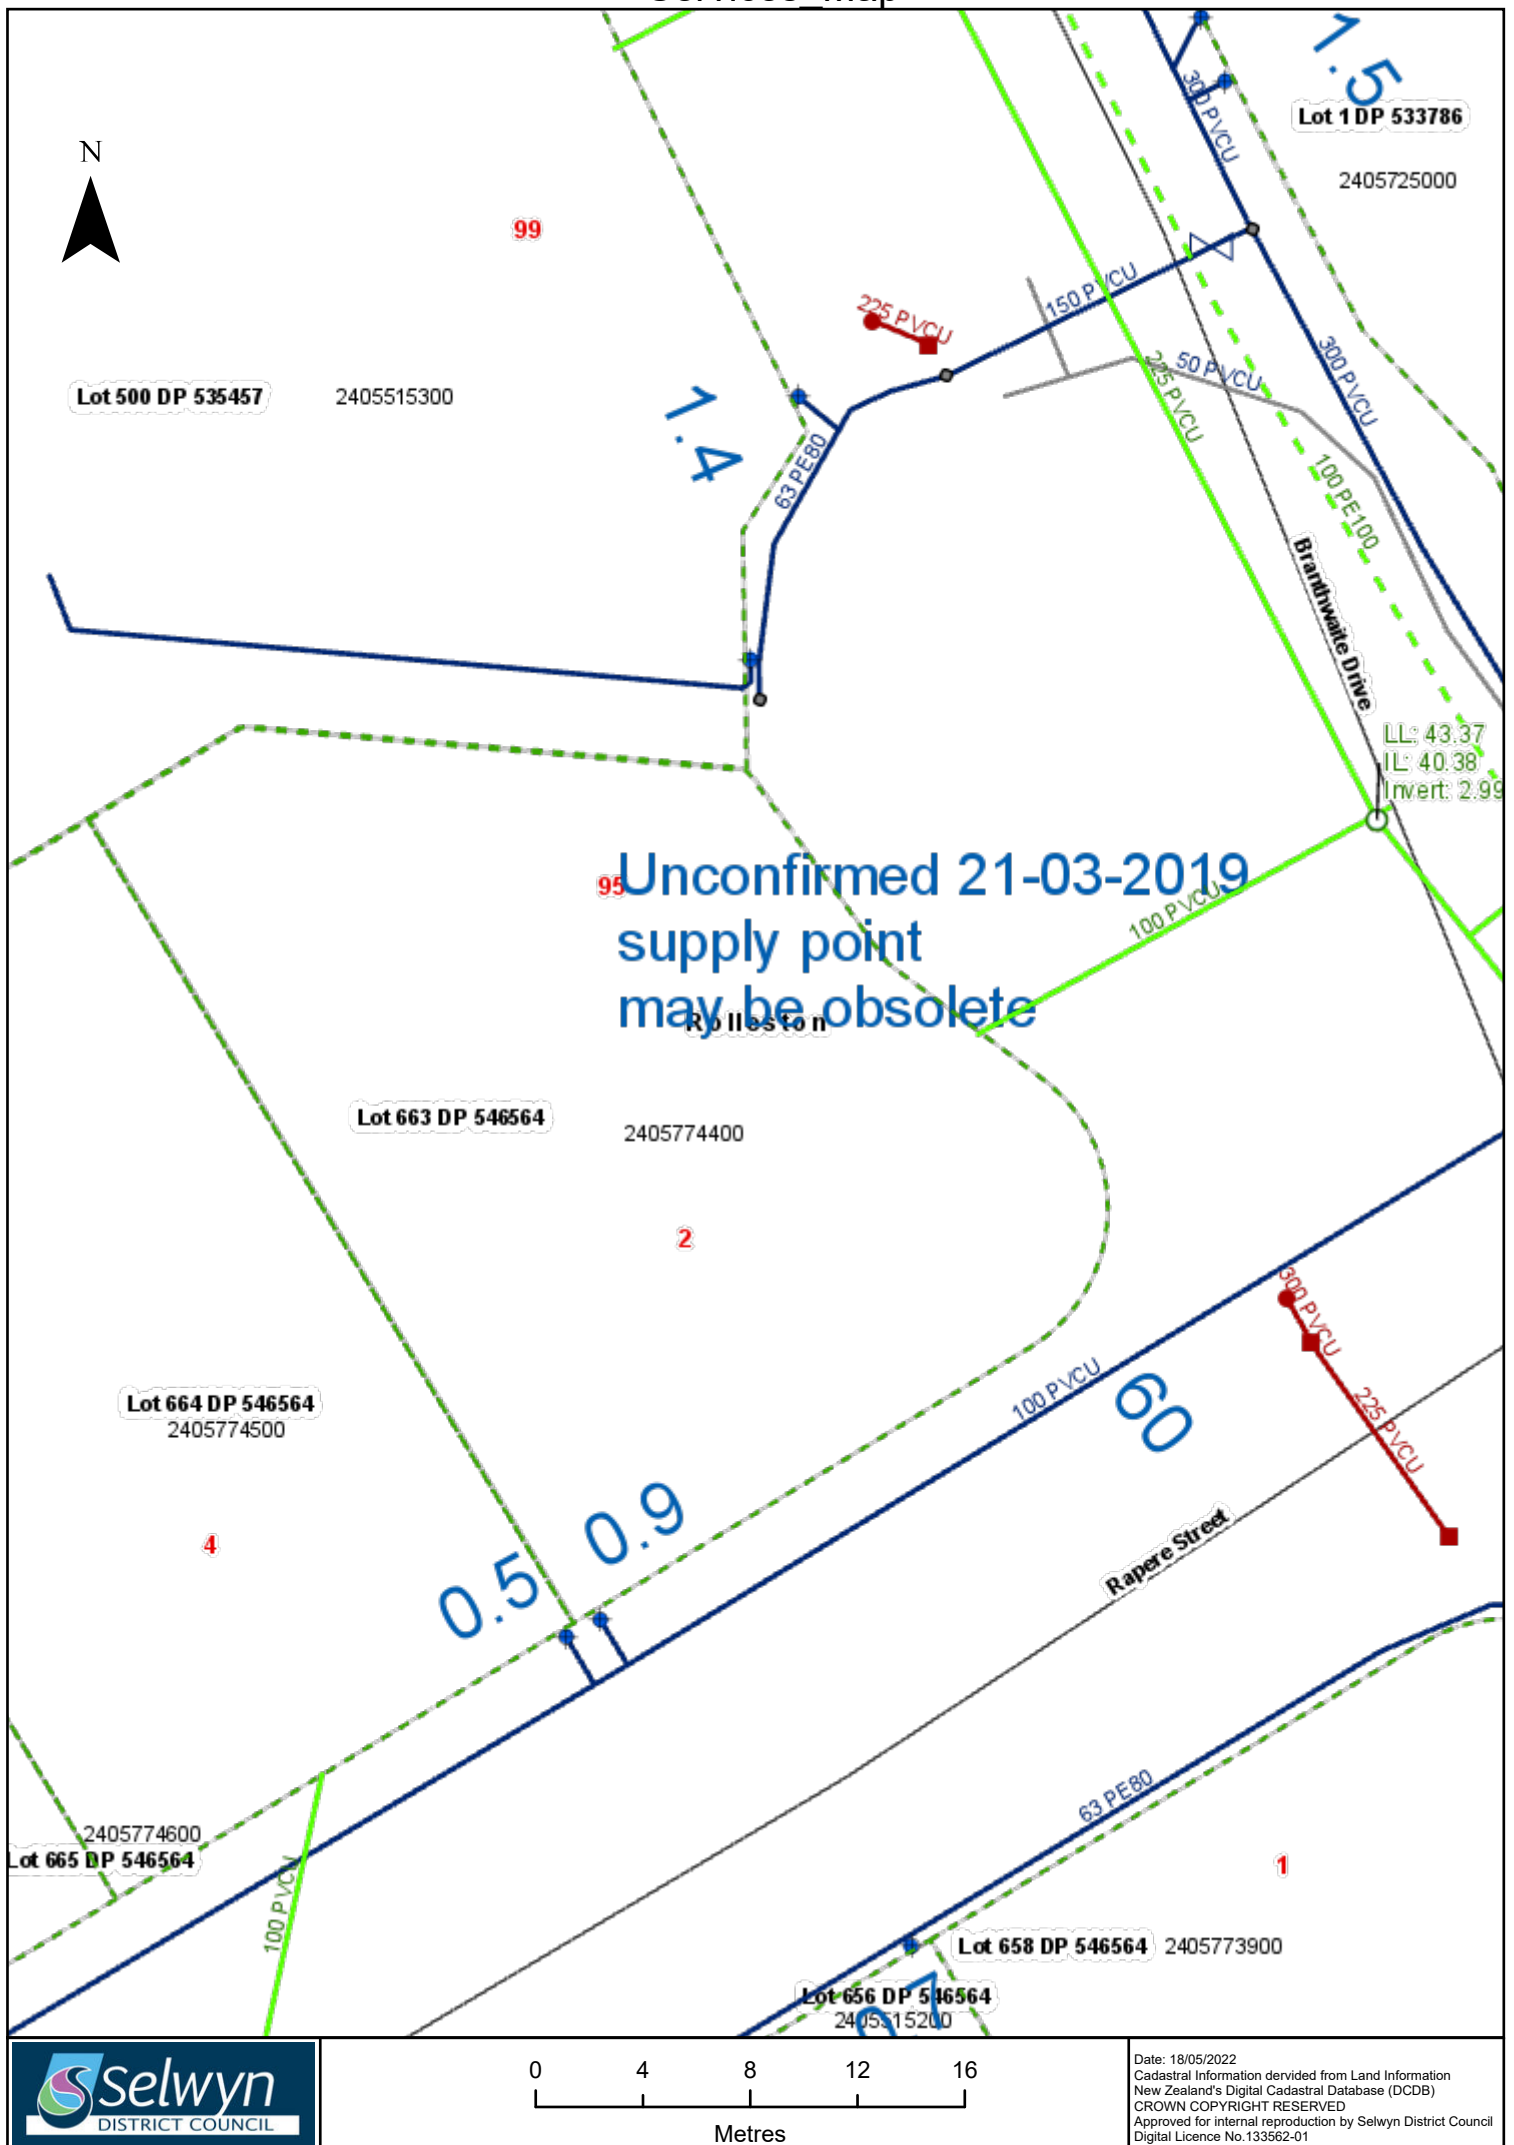 N
1.5
300 PVCU
Lot 1 DP 533786
2405725000
99
225 PVCU
150 PVCU
Lot 500 DP 535457
2405515300
1.4
63 PE80
225 PVCU
50 PVCU
300 PVCU
100 PE100
Branthwaite Drive
LL: 43.37
IL: 40.38
Invert: 2.99
95
Unconfirmed 21-03-2019
supply point
may be obsolete
100 PVCU
Rolleston
Lot 663 DP 546564
2405774400
2
300 PVCU
225 PVCU
100 PVCU
60
Lot 664 DP 546564
2405774500
4
0.9
0.5
Rapere Street
63 PE80
1
2405774600
Lot 665 DP 546564
100 PVCU
Lot 658 DP 546564
2405773900
Lot 656 DP 546564
2405515200
Selwyn
DISTRICT COUNCIL
0 4 8 12 16
Metres
Date: 18/05/2022
Cadastral Information dervided from Land Information
New Zealand's Digital Cadastral Database (DCDB)
CROWN COPYRIGHT RESERVED
Approved for internal reproduction by Selwyn District Council
Digital Licence No.133562-01